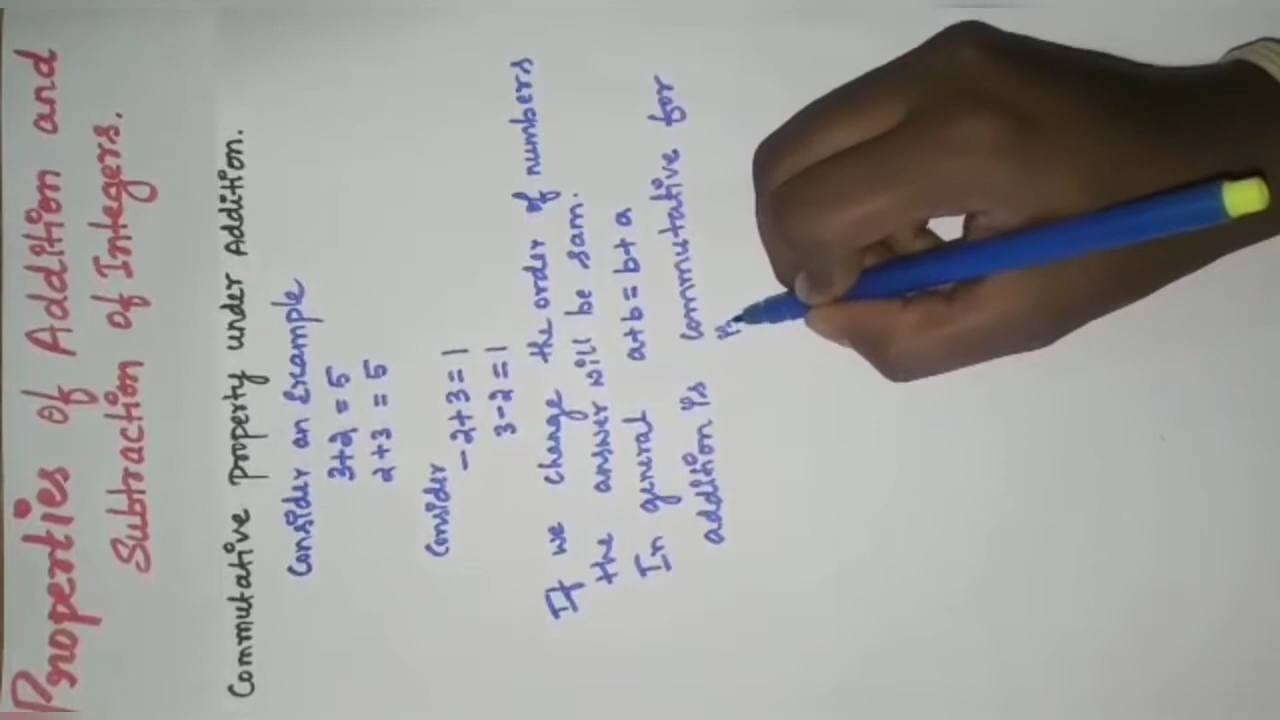 Properties of Addition and
Subtraction of Integers.
Commutative property under Addition.
Consider an Example
3+2 = 5
2+3 = 5
Consider
-2+3 = 1
3-2 = 1
If we change the order of numbers
the answer will be sam.
In general a+b = b+a
addition is commutative for